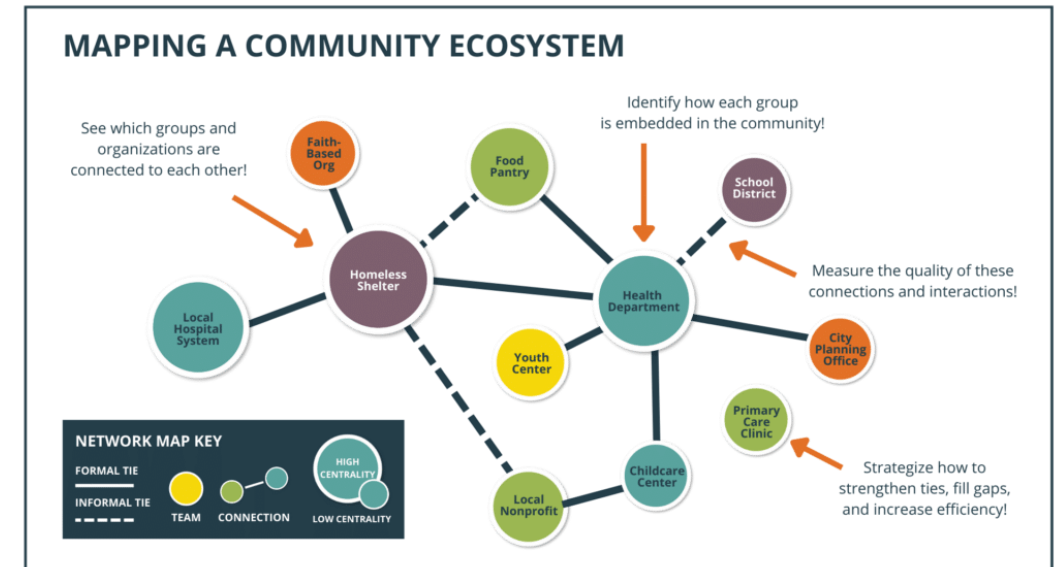 MAPPING A COMMUNITY ECOSYSTEM
See which groups and
organizations are
connected to each other!
Identify how each group
is embedded in the community!
Faith-
Based
Org
Food
Pantry
School
District
Homeless
Shelter
Health
Department
Measure the quality of these
connections and interactions!
Local
Hospital
System
Youth
Center
City
Planning
Office
Primary
Care
Clinic
Childcare
Center
Local
Nonprofit
Strategize how to
strengthen ties, fill gaps,
and increase efficiency!
NETWORK MAP KEY
FORMAL TIE
INFORMAL TIE
TEAM
CONNECTION
HIGH
CENTRALITY
LOW CENTRALITY